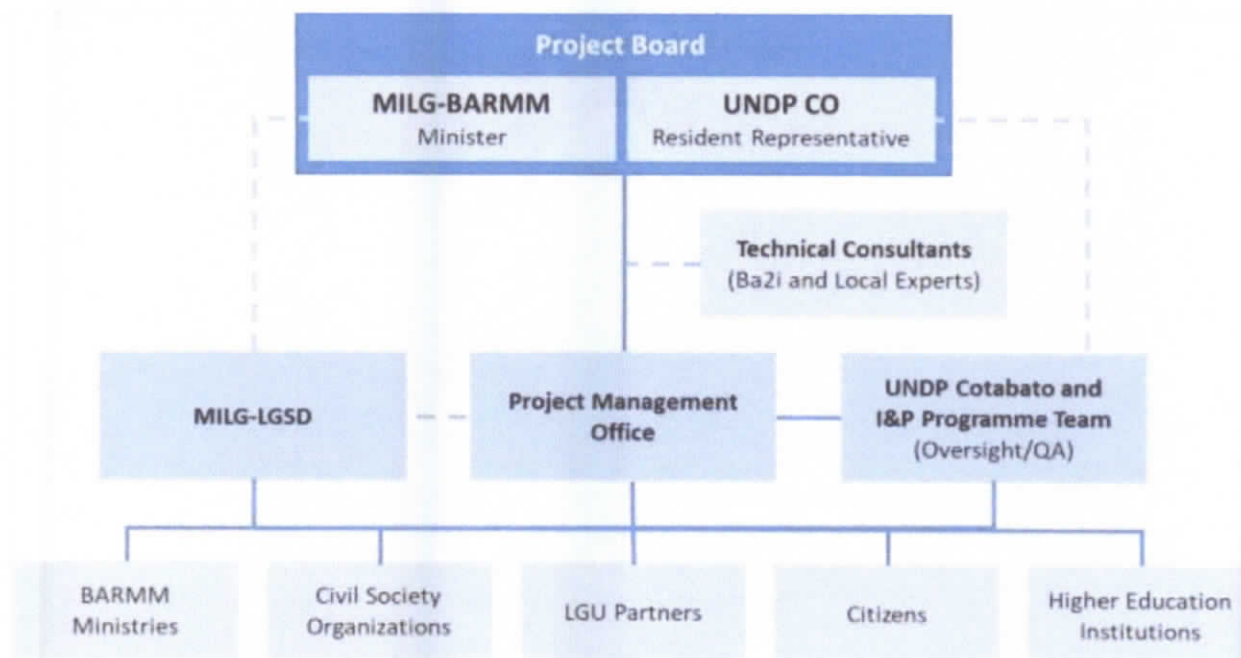 Project Board
MILG-BARMM
Minister
UNDP CO
Resident Representative
Technical Consultants
(Ba2i and Local Experts)
MILG-LGSD
Project Management
Office
UNDP Cotabato and
I&P Programme Team
(Oversight/QA)
BARMM
Ministries
Civil Society
Organizations
LGU Partners
Citizens
Higher Education
Institutions